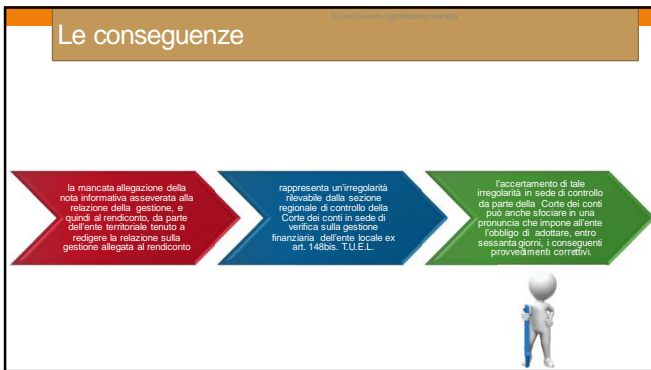 Le conseguenze
la mancata allegazione della
nota informativa asseverata alla
relazione della gestione, e
quindi al rendiconto, da parte
dell'ente territoriale tenuto a
redigere la relazione sulla
gestione allegata al rendiconto
rappresenta un'irregolarità
rilevabile dalla sezione
regionale di controllo della
Corte dei conti in sede di
verifica sulla gestione
finanziaria dell'ente locale ex
art. 148bis. T.U.E.L.
l'accertamento di tale
irregolarità in sede di controllo
da parte della Corte dei conti
può anche sfociare in una
pronuncia che impone all'ente
l'obbligo di adottare, entro
sessanta giorni, i conseguenti
provvedimenti correttivi.